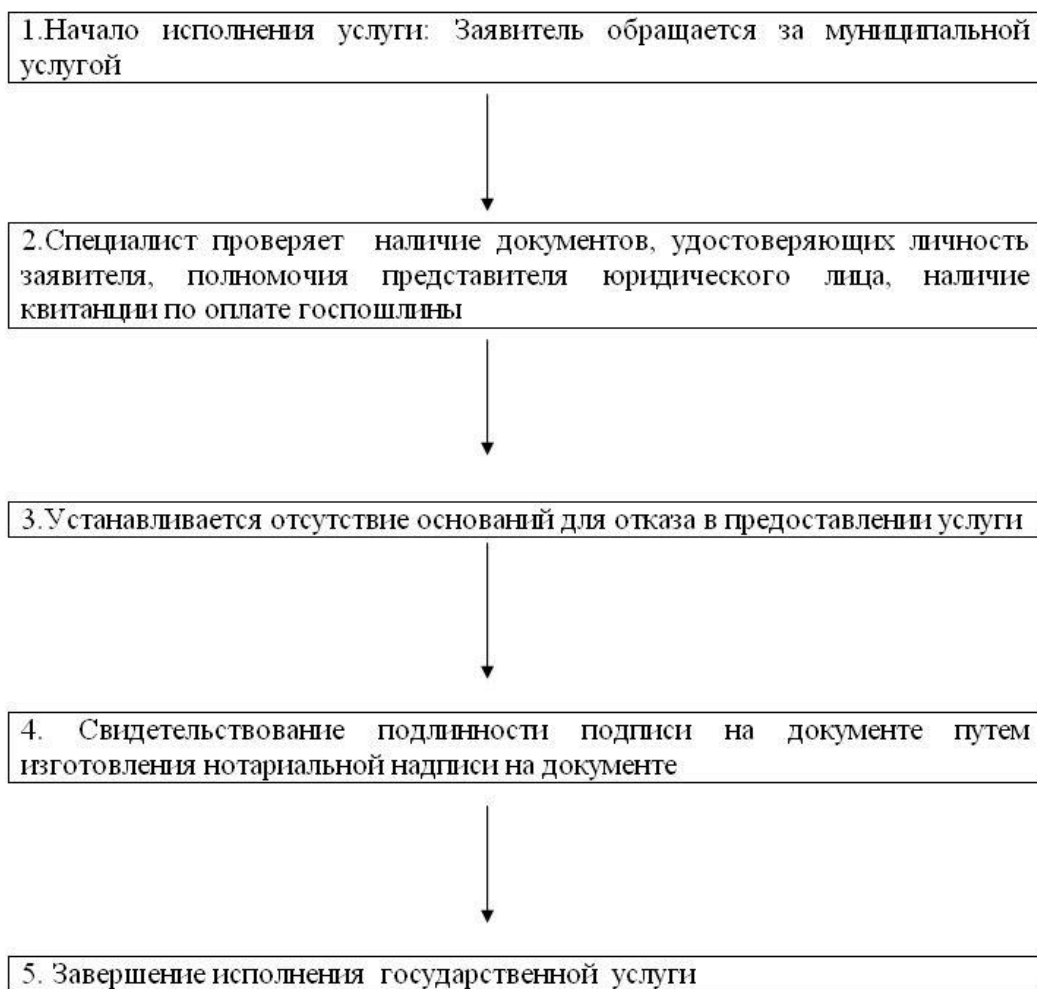 1.Начало исполнения услуги: Заявитель обращается за муниципальной
услугой
2.Специалист проверяет наличие документов, удостоверяющих личность
заявителя, полномочия представителя юридического лица, наличие
квитанции по оплате госпошлины
3.Устанавливается отсутствие оснований для отказа в предоставлении услуги
4. Свидетельствование подлинности подписи на документе путем
изготовления нотариальной надписи на документе
5. Завершение исполнения государственной услуги